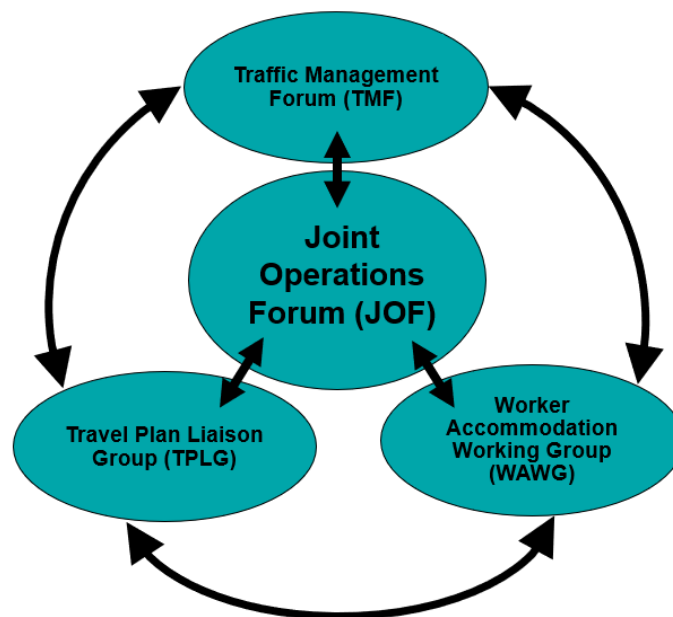 Traffic Management
Forum (TMF)
Joint
Operations
Forum (JOF)
Travel Plan Liaison
Group (TPLG)
Worker
Accommodation
Working Group
(WAWG)